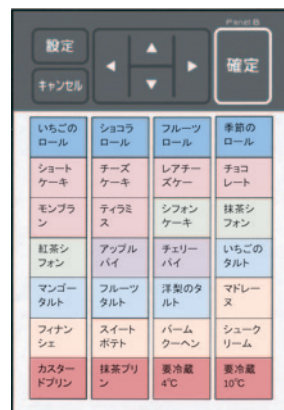 Panel B
設定
確定
キャンセル
いちごの
ロール
ショコラ
ロール
フルーツ
ロール
季節の
ロール
ショート
ケーキ
チーズ
ケーキ
レアチー
ズケー
チョコ
レート
モンブラ
ン
ティラミ
ス
シフォン
ケーキ
抹茶シ
フォン
紅茶シ
フォン
アップル
パイ
チェリー
パイ
いちごの
タルト
マンゴー
タルト
フルーツ
タルト
洋梨のタ
ルト
マドレー
ヌ
フィナン
シェ
スイート
ポテト
バーム
クーヘン
シューク
リーム
カスター
ドプリン
抹茶プリ
ン
要冷蔵
4℃
要冷蔵
10℃